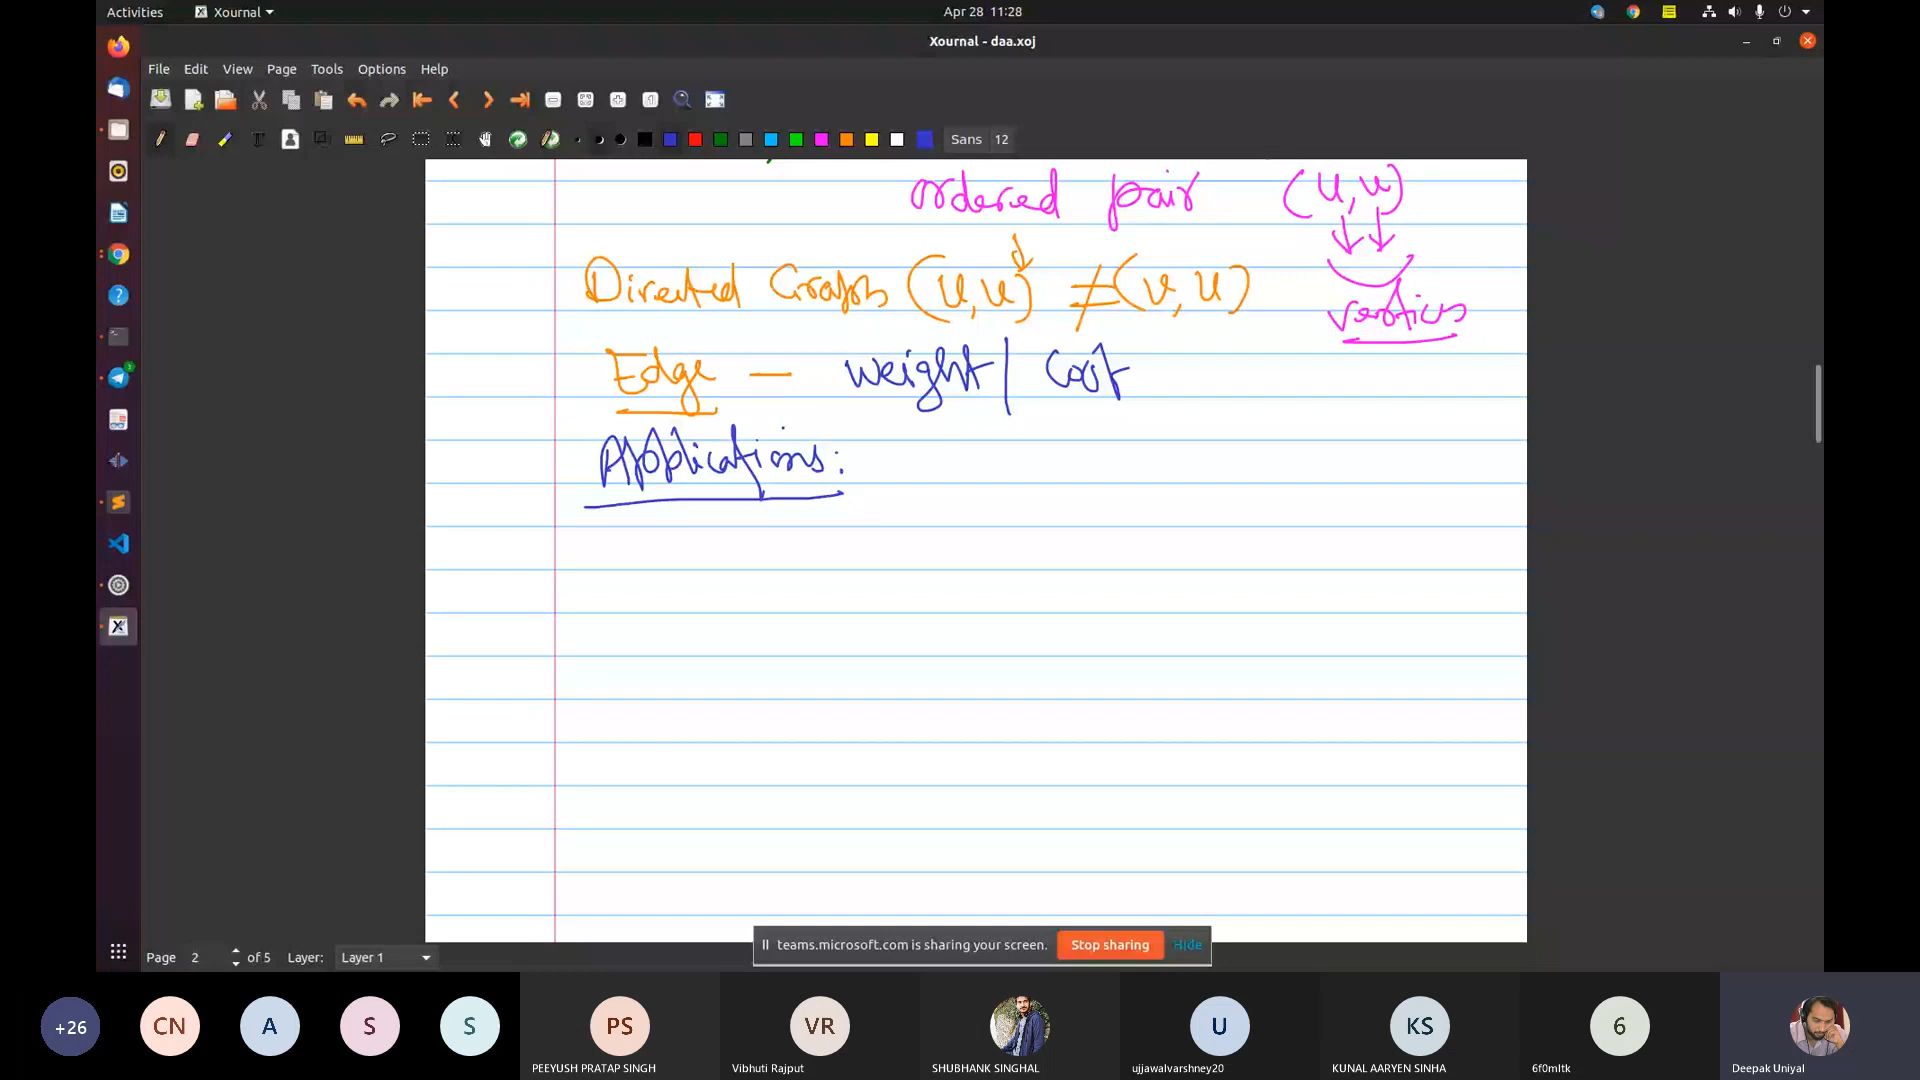 Activities Xournal Apr 28 11:28
Xournal - daa.xoj
File Edit View Page Tools Options Help
Sans 12
ordered pair (u,v)
vertices
Directed Graph (u,v) ≠ (v,u)
Edge — weight | Cost
Applications:
teams.microsoft.com is sharing your screen. Stop sharing Hide
Page 2 of 5 Layer: Layer 1
+26 CN A S S PS VR U KS 6
PEEYUSH PRATAP SINGH Vibhuti Rajput SHUBHANK SINGHAL ujjawalvarshney20 KUNAL AARYEN SINHA 6f0mltk Deepak Uniyal